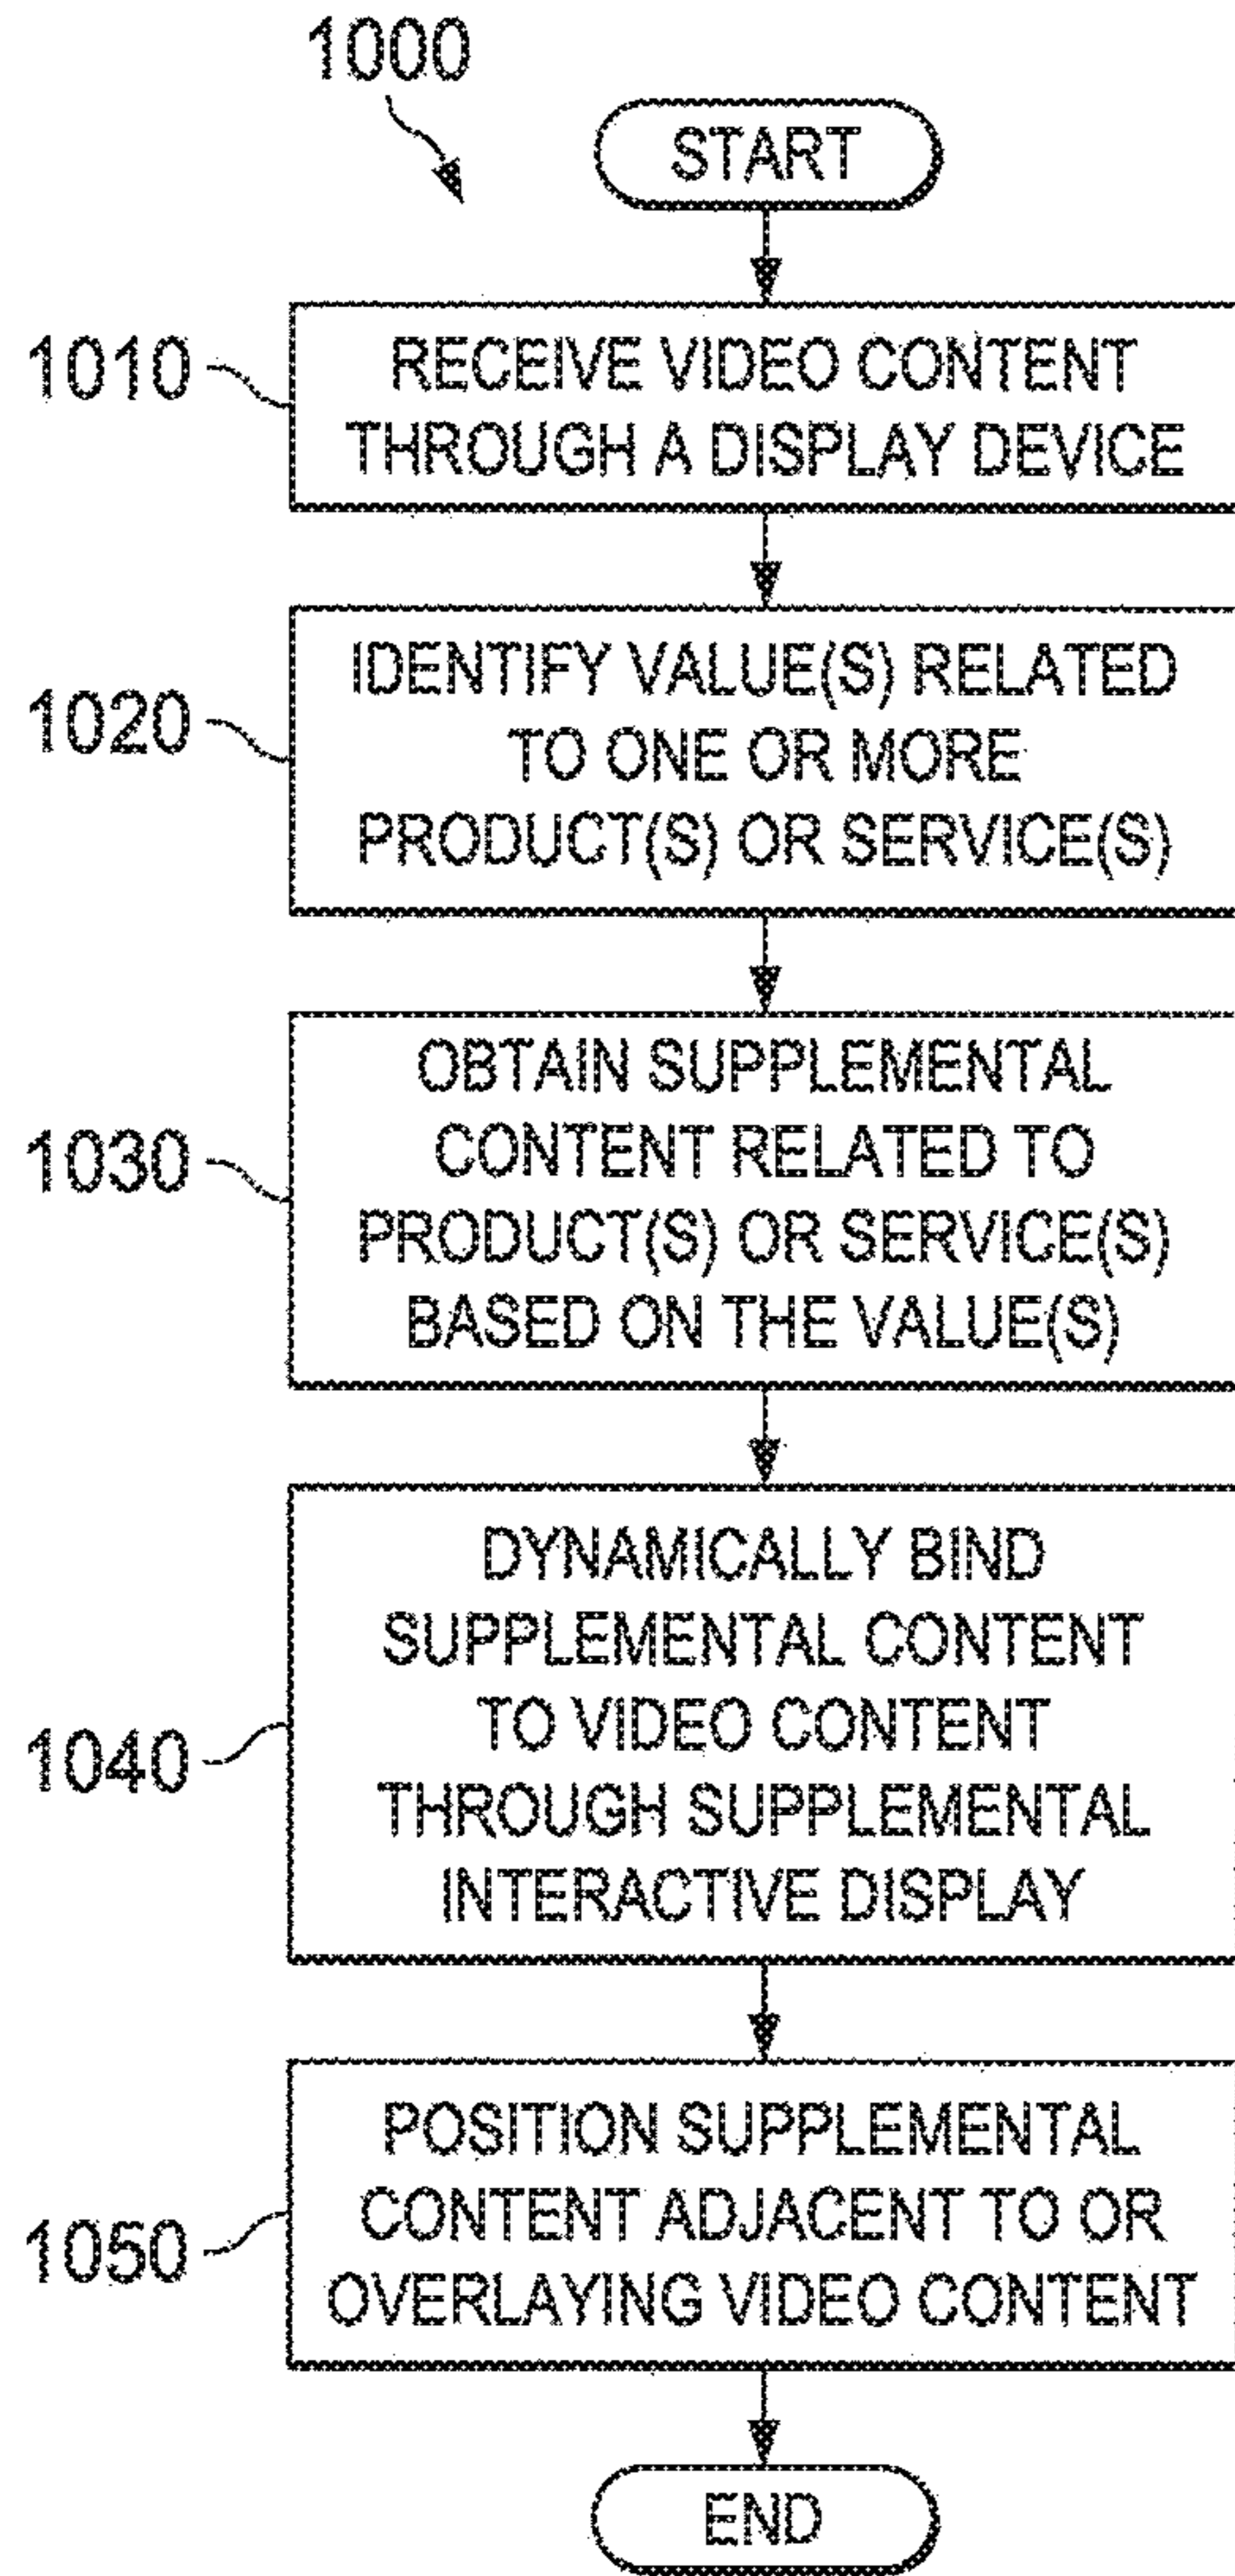 1000
START
1010
RECEIVE VIDEO CONTENT
THROUGH A DISPLAY DEVICE
1020
IDENTIFY VALUE(S) RELATED
TO ONE OR MORE
PRODUCT(S) OR SERVICE(S)
1030
OBTAIN SUPPLEMENTAL
CONTENT RELATED TO
PRODUCT(S) OR SERVICE(S)
BASED ON THE VALUE(S)
1040
DYNAMICALLY BIND
SUPPLEMENTAL CONTENT
TO VIDEO CONTENT
THROUGH SUPPLEMENTAL
INTERACTIVE DISPLAY
1050
POSITION SUPPLEMENTAL
CONTENT ADJACENT TO OR
OVERLAYING VIDEO CONTENT
END